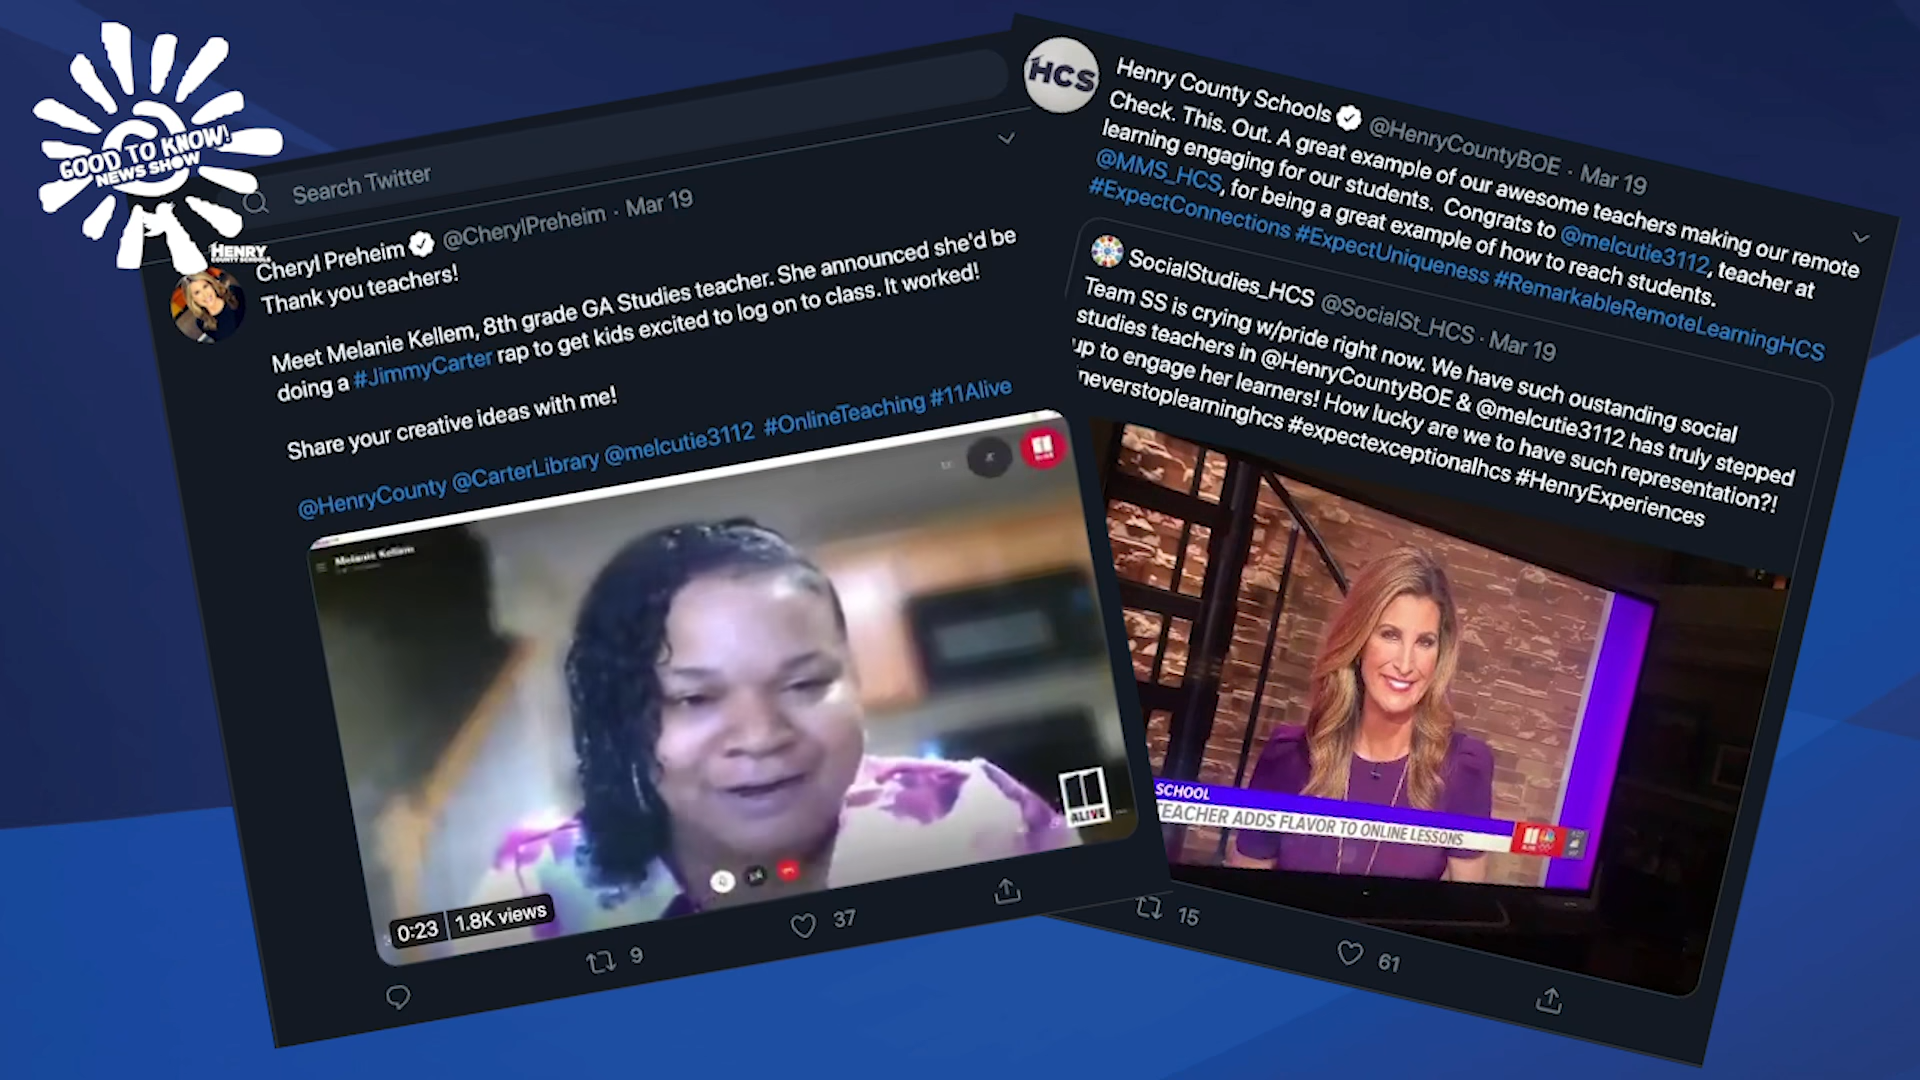 GOOD TO KNOW!
NEWS SHOW
HENRY
COUNTY SCHOOLS
Search Twitter
Cheryl Preheim @CherylPreheim · Mar 19
Thank you teachers!
Meet Melanie Kellem, 8th grade GA Studies teacher. She announced she'd be
doing a #JimmyCarter rap to get kids excited to log on to class. It worked!
Share your creative ideas with me!
@HenryCounty @CarterLibrary @melcutie3112 #OnlineTeaching #11Alive
Melanie Kellem
11
ALIVE
0:23 1.8K views
9
37
HCS
Henry County Schools @HenryCountyBOE · Mar 19
Check. This. Out. A great example of our awesome teachers making our remote
learning engaging for our students. Congrats to @melcutie3112, teacher at
@MMS_HCS, for being a great example of how to reach students.
#ExpectConnections #ExpectUniqueness #RemarkableRemoteLearningHCS
SocialStudies_HCS @SocialSt_HCS · Mar 19
Team SS is crying w/pride right now. We have such oustanding social
studies teachers in @HenryCountyBOE & @melcutie3112 has truly stepped
up to engage her learners! How lucky are we to have such representation?!
#neverstoplearninghcs #expectexceptionalhcs #HenryExperiences
SCHOOL
TEACHER ADDS FLAVOR TO ONLINE LESSONS
11
15
61